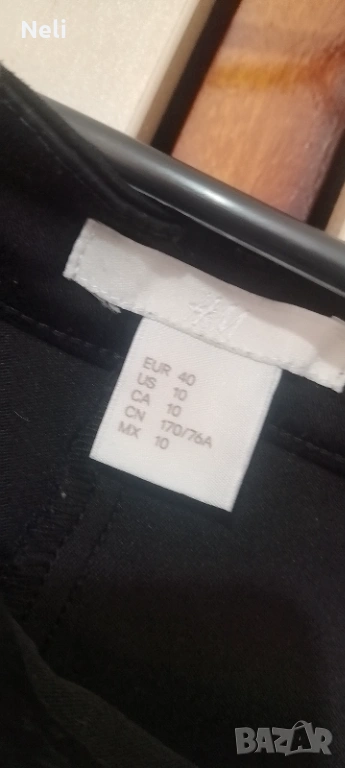 Neli
H&M
EUR 40
US 10
CA 10
CN 170/76A
MX 10
BAZAR